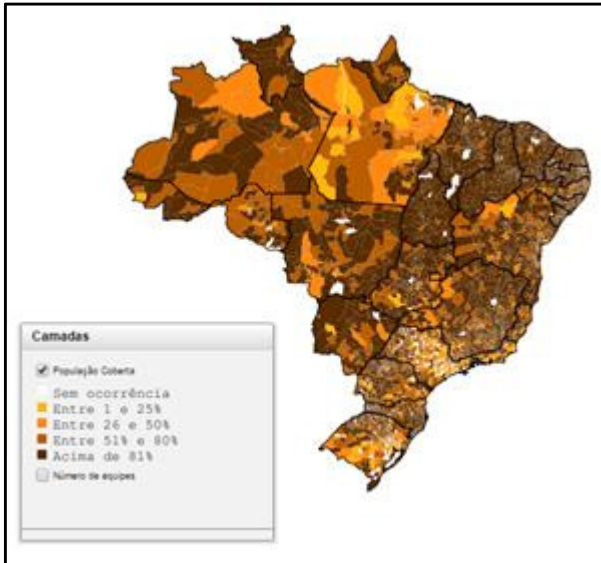 Camadas
População Coberta
Sem ocorrência
Entre 1 e 25%
Entre 26 e 50%
Entre 51% e 80%
Acima de 81%
Número de equipes